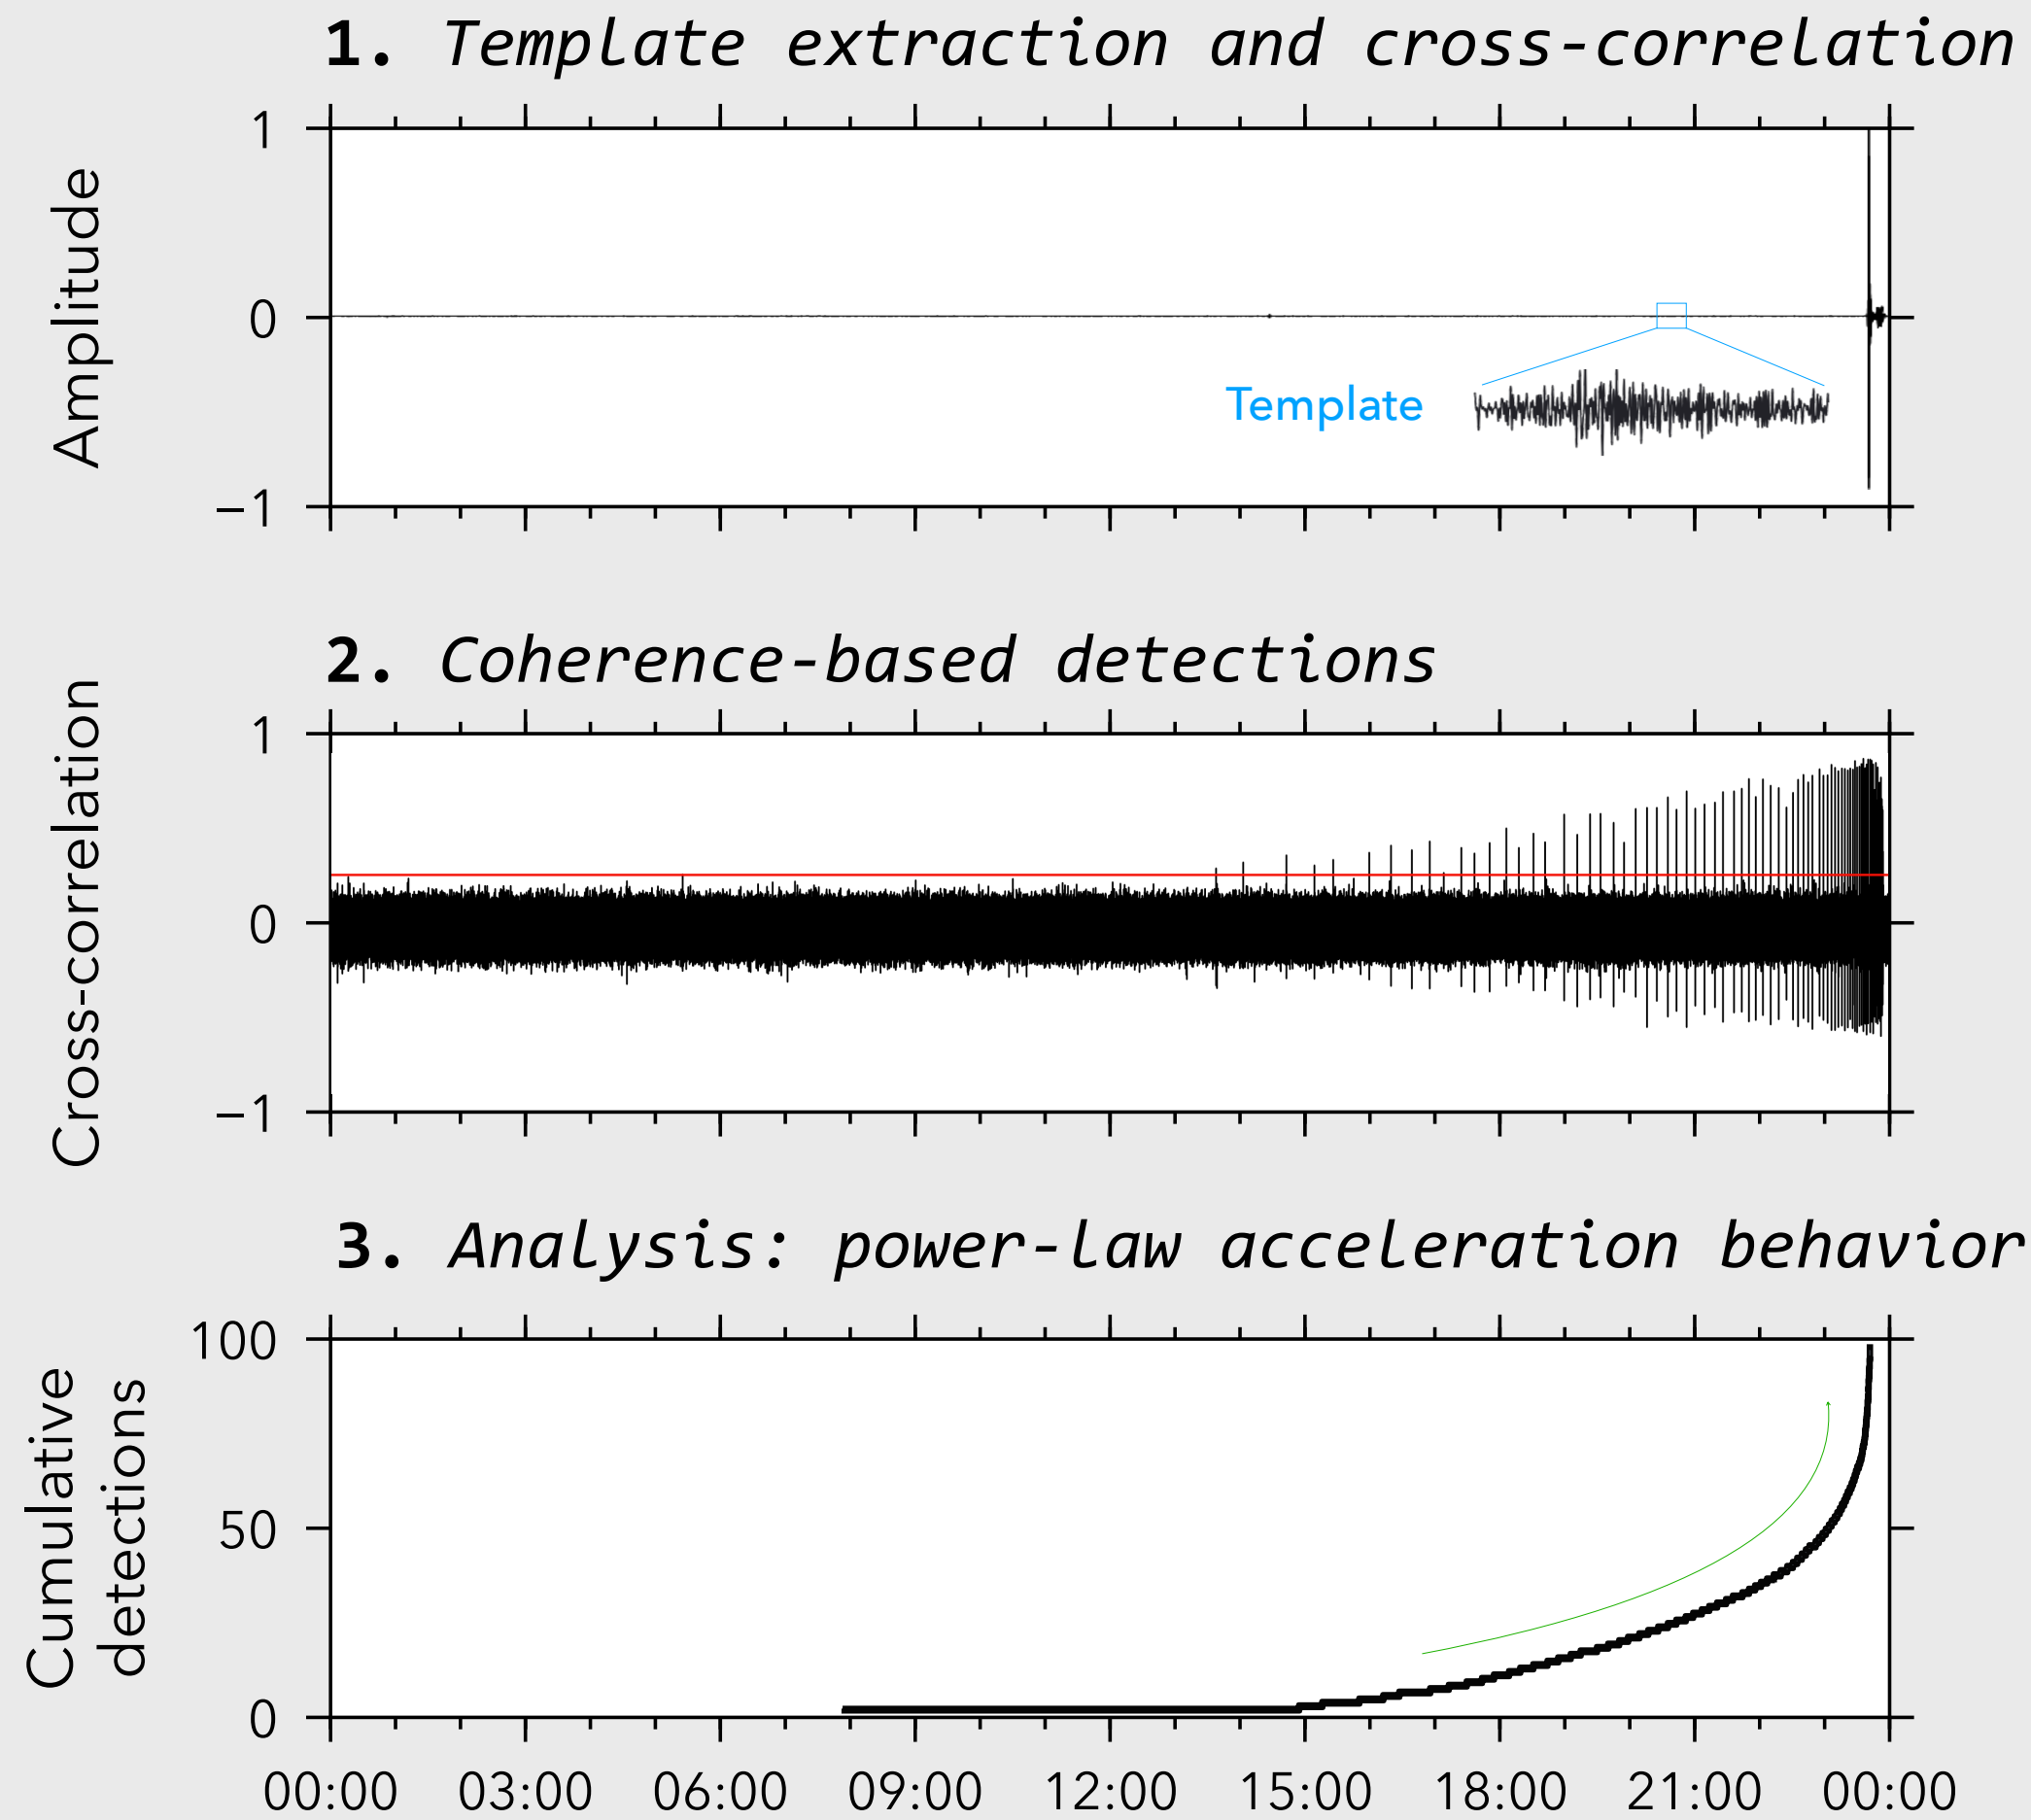 1. Template extraction and cross-correlation
1
Amplitude
0
Template
−1
2. Coherence-based detections
1
Cross-correlation
0
−1
3. Analysis: power-law acceleration behavior
100
Cumulative
detections
50
0
00:00 03:00 06:00 09:00 12:00 15:00 18:00 21:00 00:00